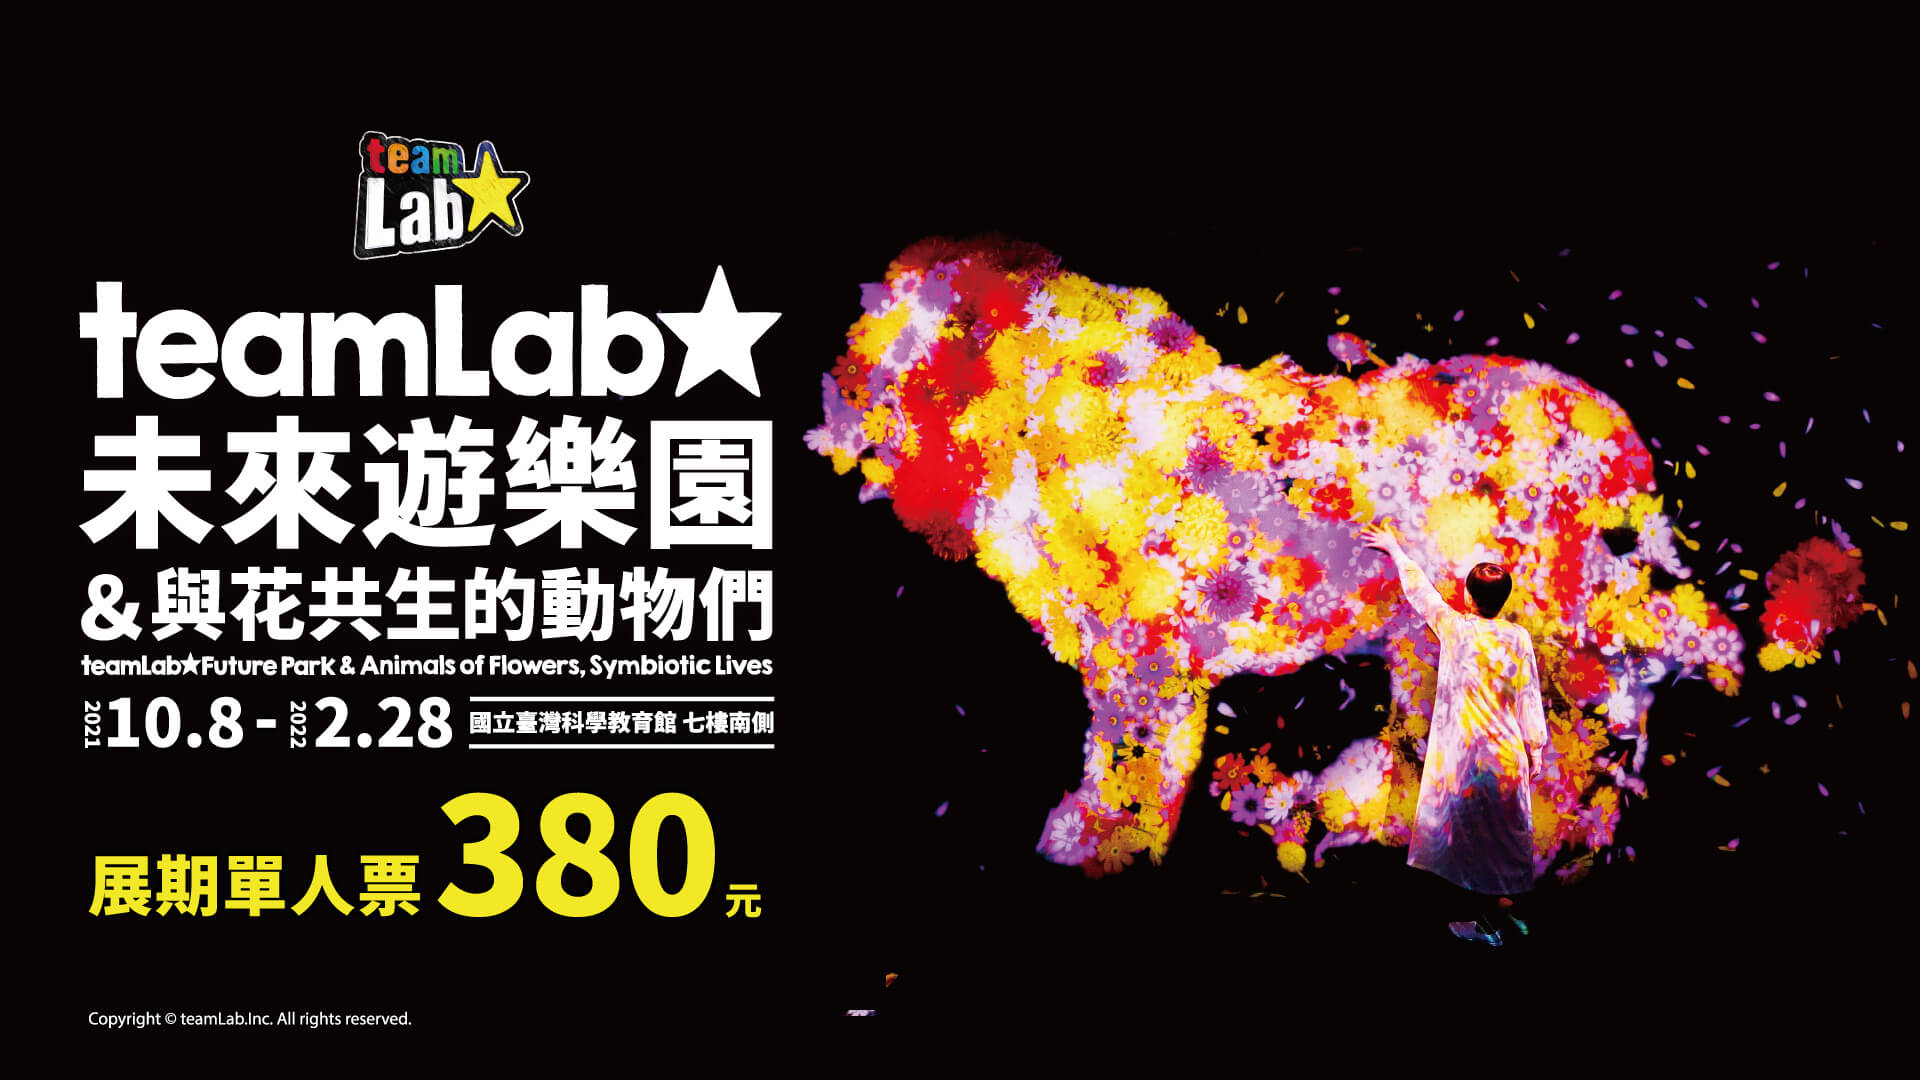 team
Lab★
teamLab★
未來遊樂園
&與花共生的動物們
teamLab★Future Park & Animals of Flowers, Symbiotic Lives
2021 10.8 - 2022 2.28 國立臺灣科學教育館 七樓南側
展期單人票 380 元
Copyright © teamLab.Inc. All rights reserved.